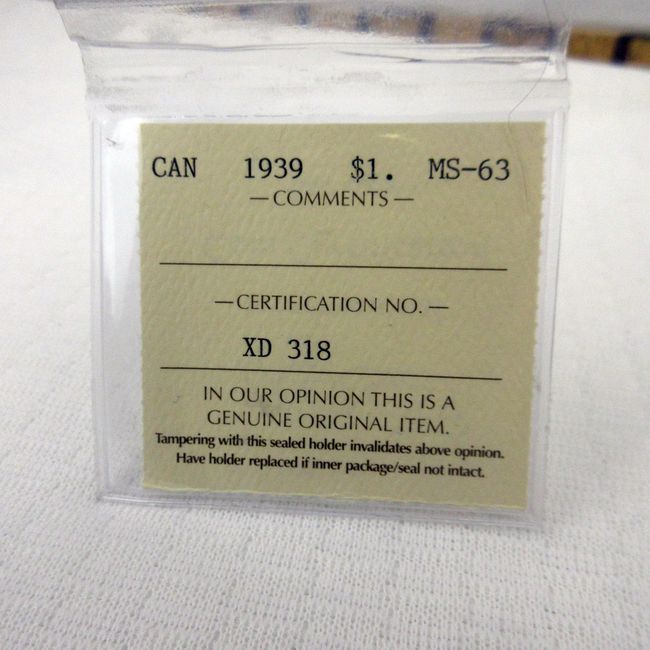 CAN 1939 $1. MS-63
— COMMENTS —
— CERTIFICATION NO. —
XD 318
IN OUR OPINION THIS IS A
GENUINE ORIGINAL ITEM.
Tampering with this sealed holder invalidates above opinion.
Have holder replaced if inner package/seal not intact.